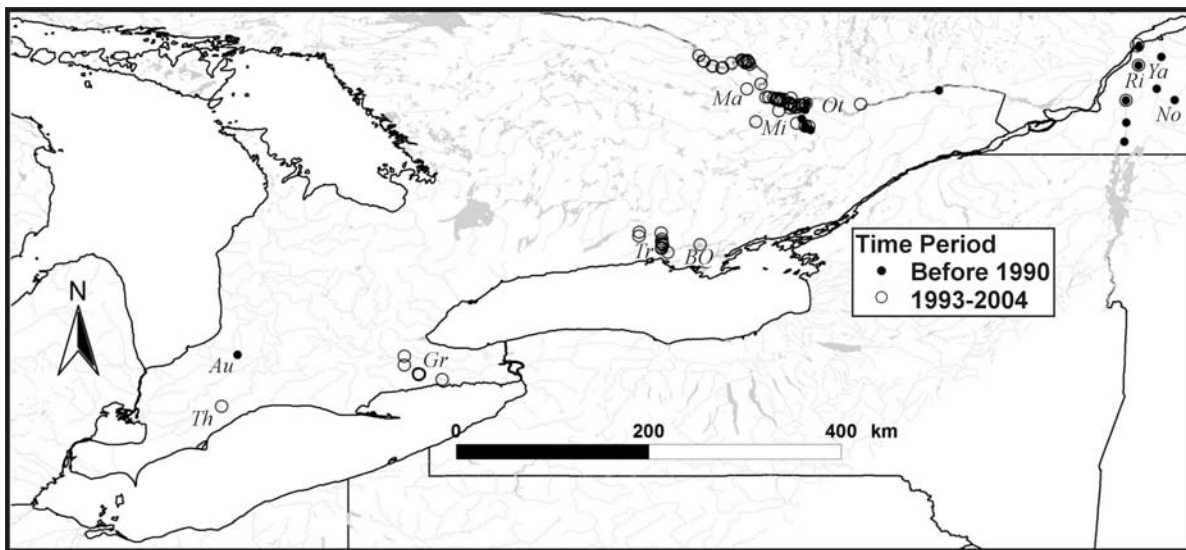 Ya
Ri
No
Ma
Ot
Mi
Tr
BO
Time Period
Before 1990
1993-2004
N
Au
Gr
Th
0 200 400 km